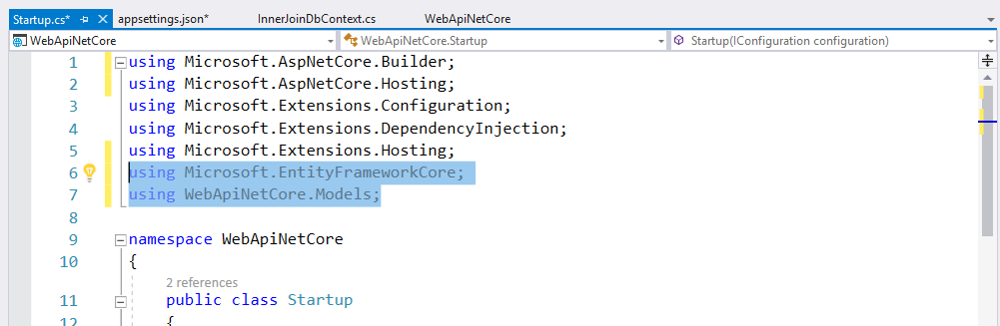 Startup.cs* appsettings.json* InnerJoinDbContext.cs WebApiNetCore
WebApiNetCore WebApiNetCore.Startup Startup(IConfiguration configuration)
1 using Microsoft.AspNetCore.Builder;
2 using Microsoft.AspNetCore.Hosting;
3 using Microsoft.Extensions.Configuration;
4 using Microsoft.Extensions.DependencyInjection;
5 using Microsoft.Extensions.Hosting;
6 using Microsoft.EntityFrameworkCore;
7 using WebApiNetCore.Models;
8
9 namespace WebApiNetCore
10 {
2 references
11 public class Startup
12 {